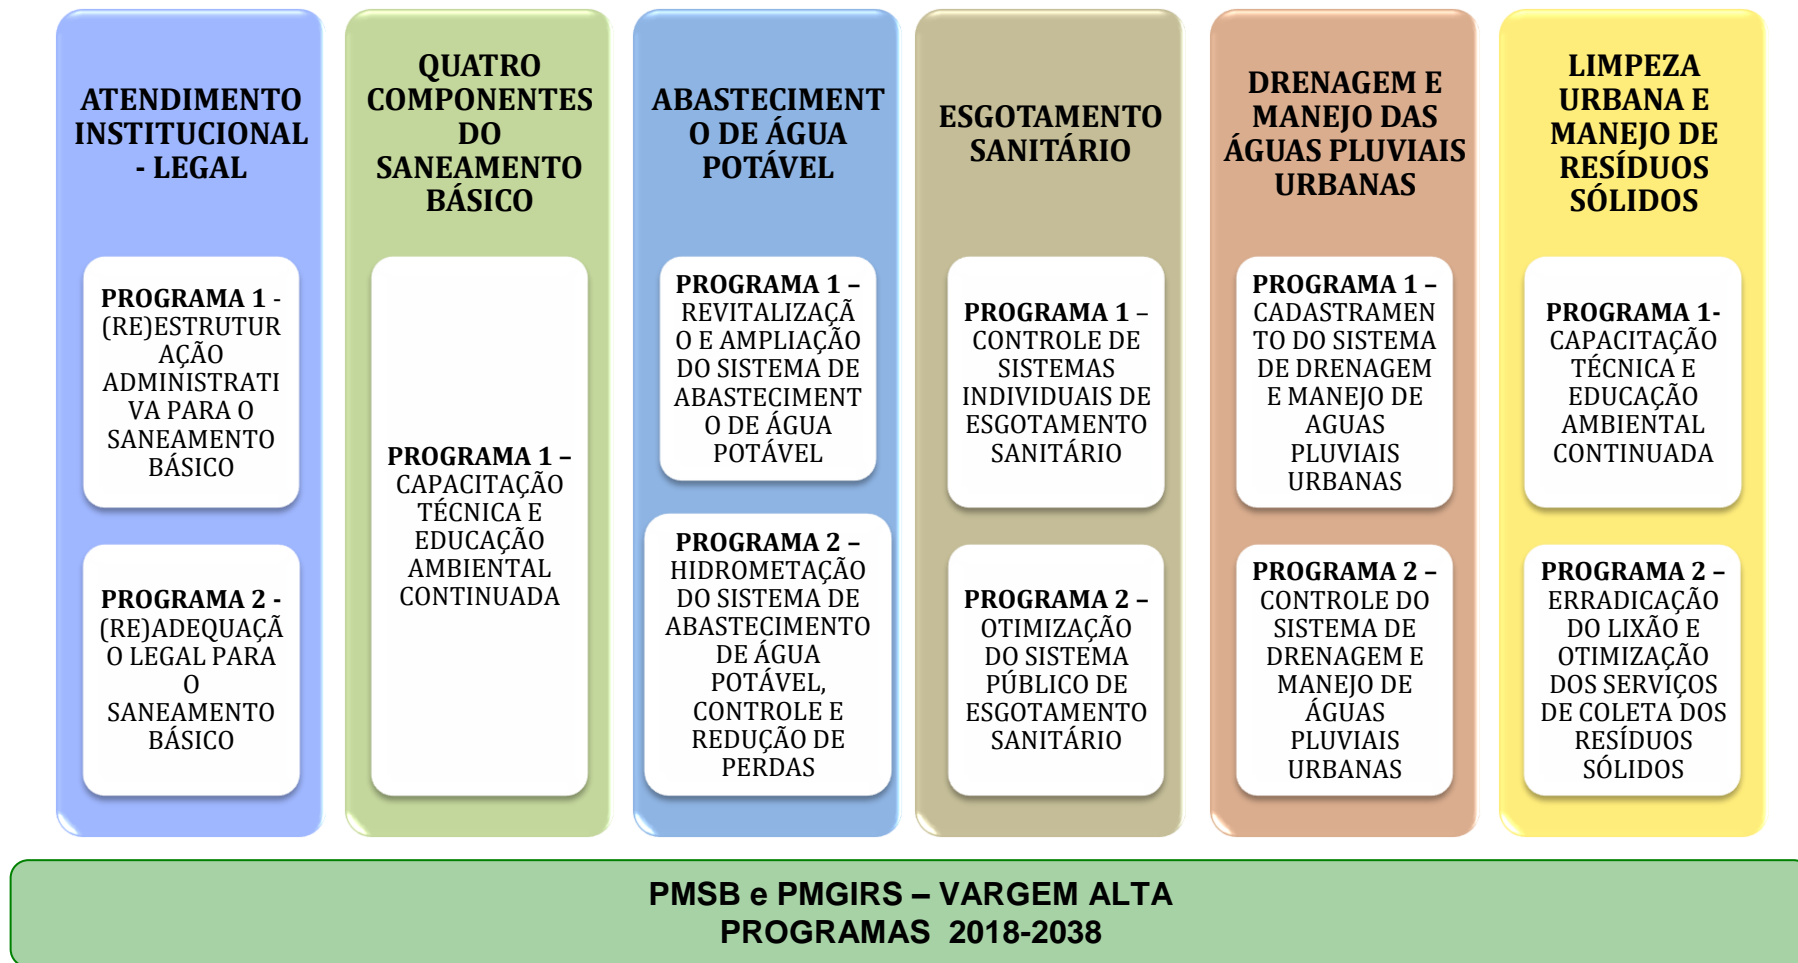 ATENDIMENTO
INSTITUCIONAL
- LEGAL
PROGRAMA 1 -
(RE)ESTRUTUR
AÇÃO
ADMINISTRATI
VA PARA O
SANEAMENTO
BÁSICO
PROGRAMA 2 -
(RE)ADEQUAÇÃ
O LEGAL PARA
O
SANEAMENTO
BÁSICO
QUATRO
COMPONENTES
DO
SANEAMENTO
BÁSICO
PROGRAMA 1 –
CAPACITAÇÃO
TÉCNICA E
EDUCAÇÃO
AMBIENTAL
CONTINUADA
ABASTECIMENT
O DE ÁGUA
POTÁVEL
PROGRAMA 1 –
REVITALIZAÇÃ
O E AMPLIAÇÃO
DO SISTEMA DE
ABASTECIMENT
O DE ÁGUA
POTÁVEL
PROGRAMA 2 –
HIDROMETAÇÃO
DO SISTEMA DE
ABASTECIMENTO
DE ÁGUA
POTÁVEL,
CONTROLE E
REDUÇÃO DE
PERDAS
ESGOTAMENTO
SANITÁRIO
PROGRAMA 1 –
CONTROLE DE
SISTEMAS
INDIVIDUAIS DE
ESGOTAMENTO
SANITÁRIO
PROGRAMA 2 –
OTIMIZAÇÃO
DO SISTEMA
PÚBLICO DE
ESGOTAMENTO
SANITÁRIO
DRENAGEM E
MANEJO DAS
ÁGUAS PLUVIAIS
URBANAS
PROGRAMA 1 –
CADASTRAMEN
TO DO SISTEMA
DE DRENAGEM
E MANEJO DE
AGUAS
PLUVIAIS
URBANAS
PROGRAMA 2 –
CONTROLE DO
SISTEMA DE
DRENAGEM E
MANEJO DE
ÁGUAS
PLUVIAIS
URBANAS
LIMPEZA
URBANA E
MANEJO DE
RESÍDUOS
SÓLIDOS
PROGRAMA 1-
CAPACITAÇÃO
TÉCNICA E
EDUCAÇÃO
AMBIENTAL
CONTINUADA
PROGRAMA 2 –
ERRADICAÇÃO
DO LIXÃO E
OTIMIZAÇÃO
DOS SERVIÇOS
DE COLETA DOS
RESÍDUOS
SÓLIDOS
PMSB e PMGIRS – VARGEM ALTA
PROGRAMAS 2018-2038